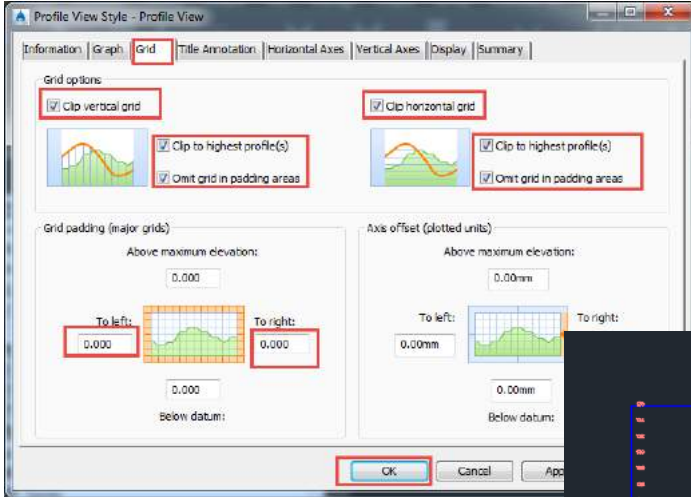 Profile View Style - Profile View
Information Graph Grid Title Annotation Horizontal Axes Vertical Axes Display Summary
Grid options
Clip vertical grid Clip horizontal grid
Clip to highest profile(s) Clip to highest profile(s)
Omit grid in padding areas Omit grid in padding areas
Grid padding (major grids) Axis offset (plotted units)
Above maximum elevation: Above maximum elevation:
0.000 0.00mm
To left: To right: To left: To right:
0.000 0.000 0.00mm
0.000 0.00mm
Below datum: Below datum:
OK Cancel App